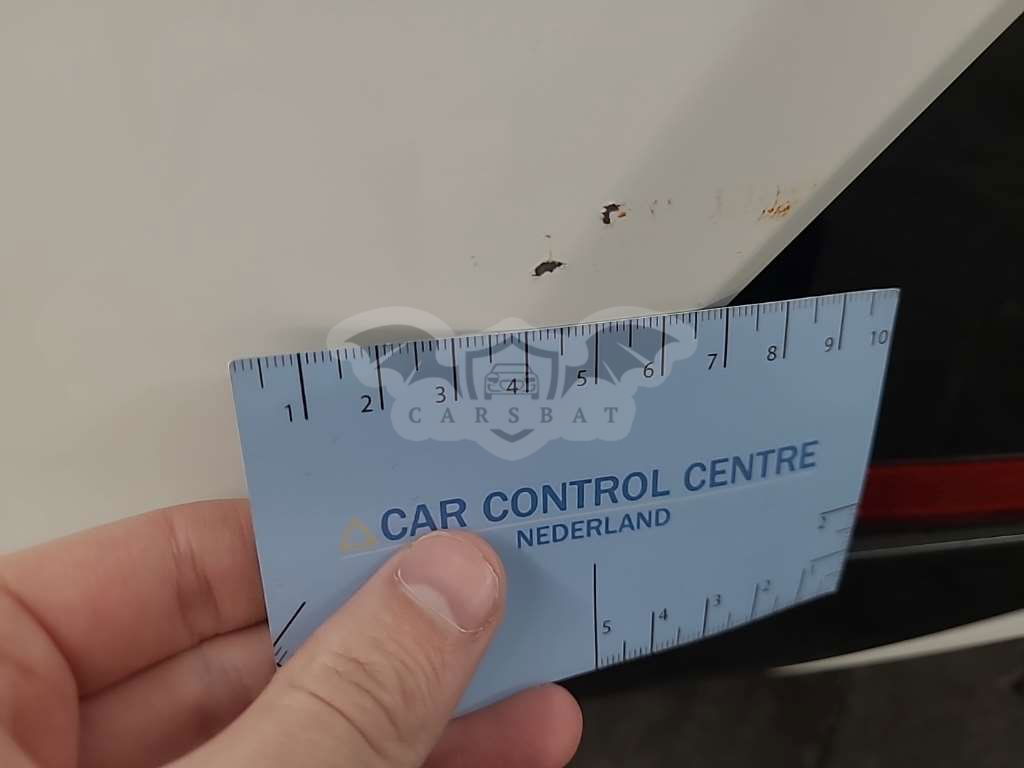 1 2 3 4 5 6 7 8 9 10
CARSBAT
CAR CONTROL CENTRE
NEDERLAND
5 4 3 2
2